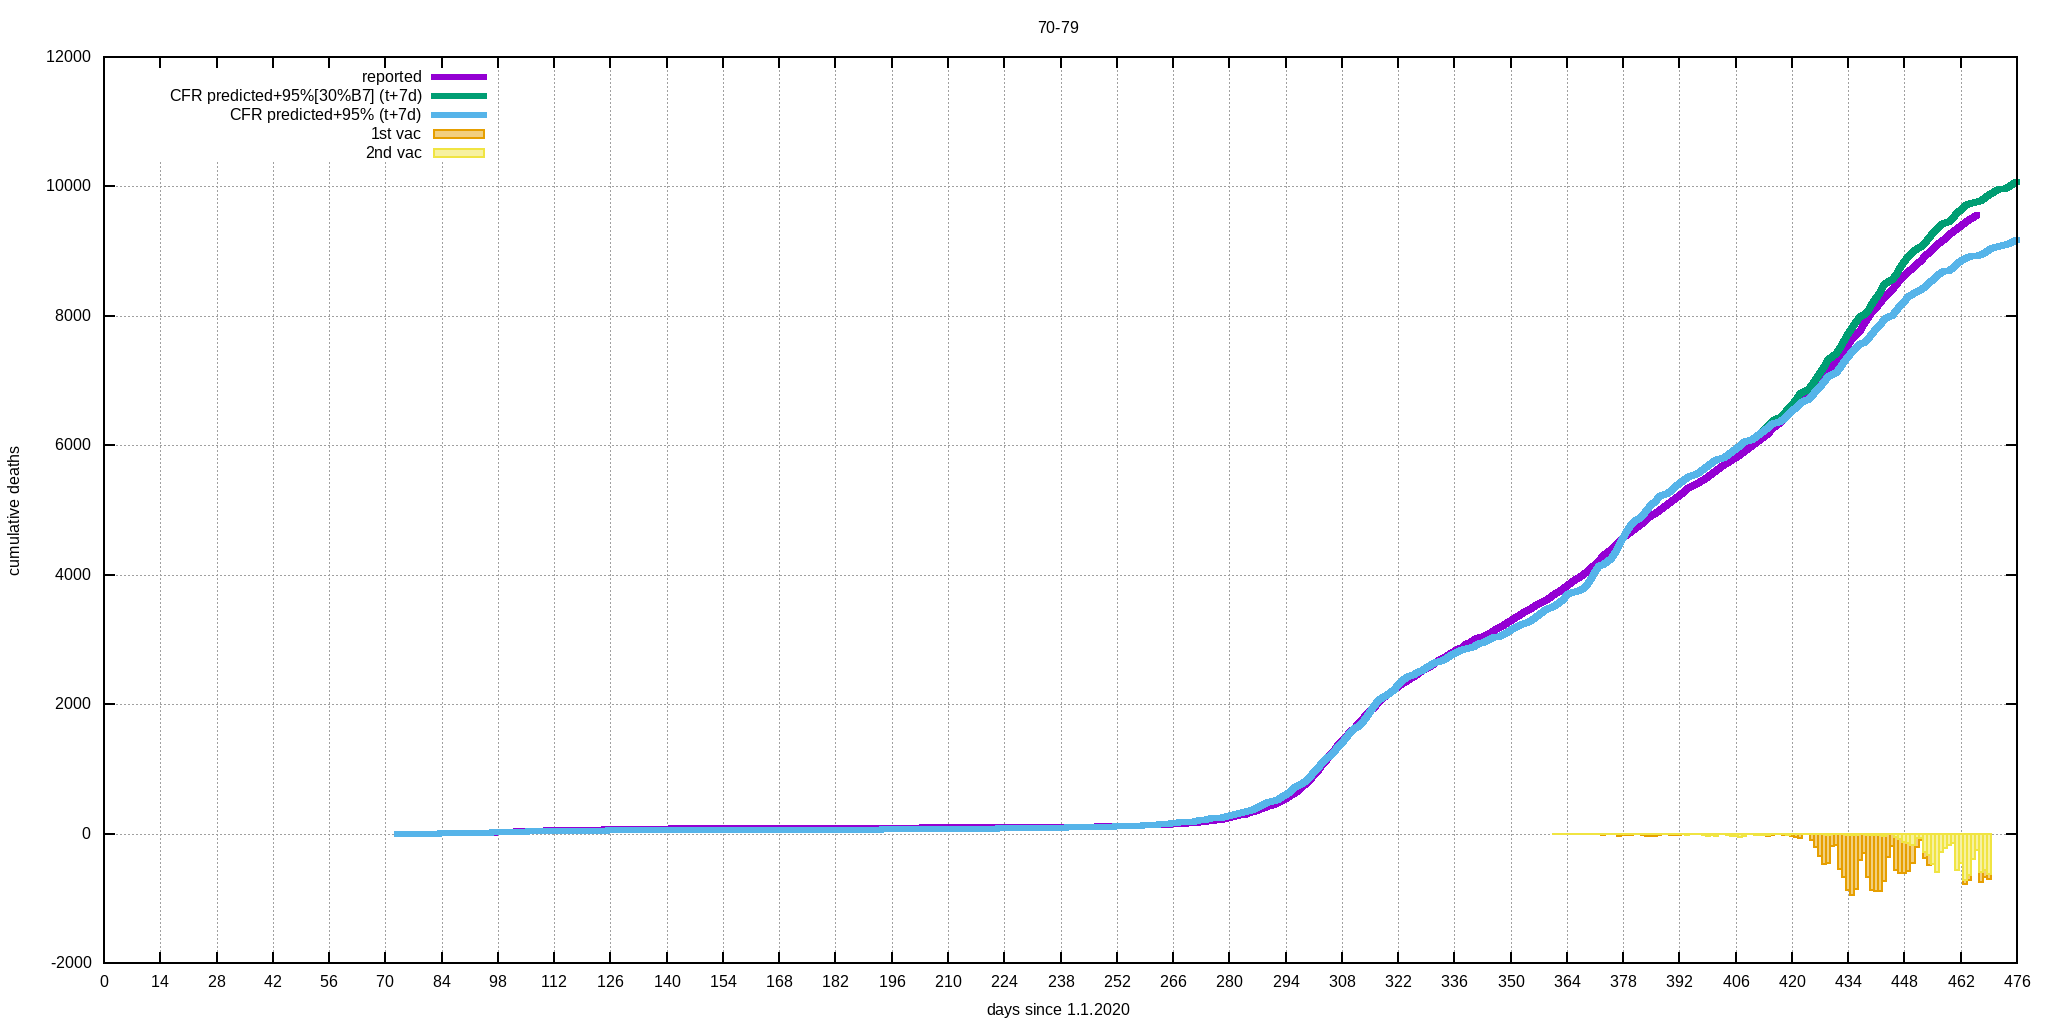 70-79
12000
10000
8000
6000
4000
2000
0
-2000
cumulative deaths
reported
CFR predicted+95%[30%B7] (t+7d)
CFR predicted+95% (t+7d)
1st vac
2nd vac
0 14 28 42 56 70 84 98 112 126 140 154 168 182 196 210 224 238 252 266 280 294 308 322 336 350 364 378 392 406 420 434 448 462 476
days since 1.1.2020